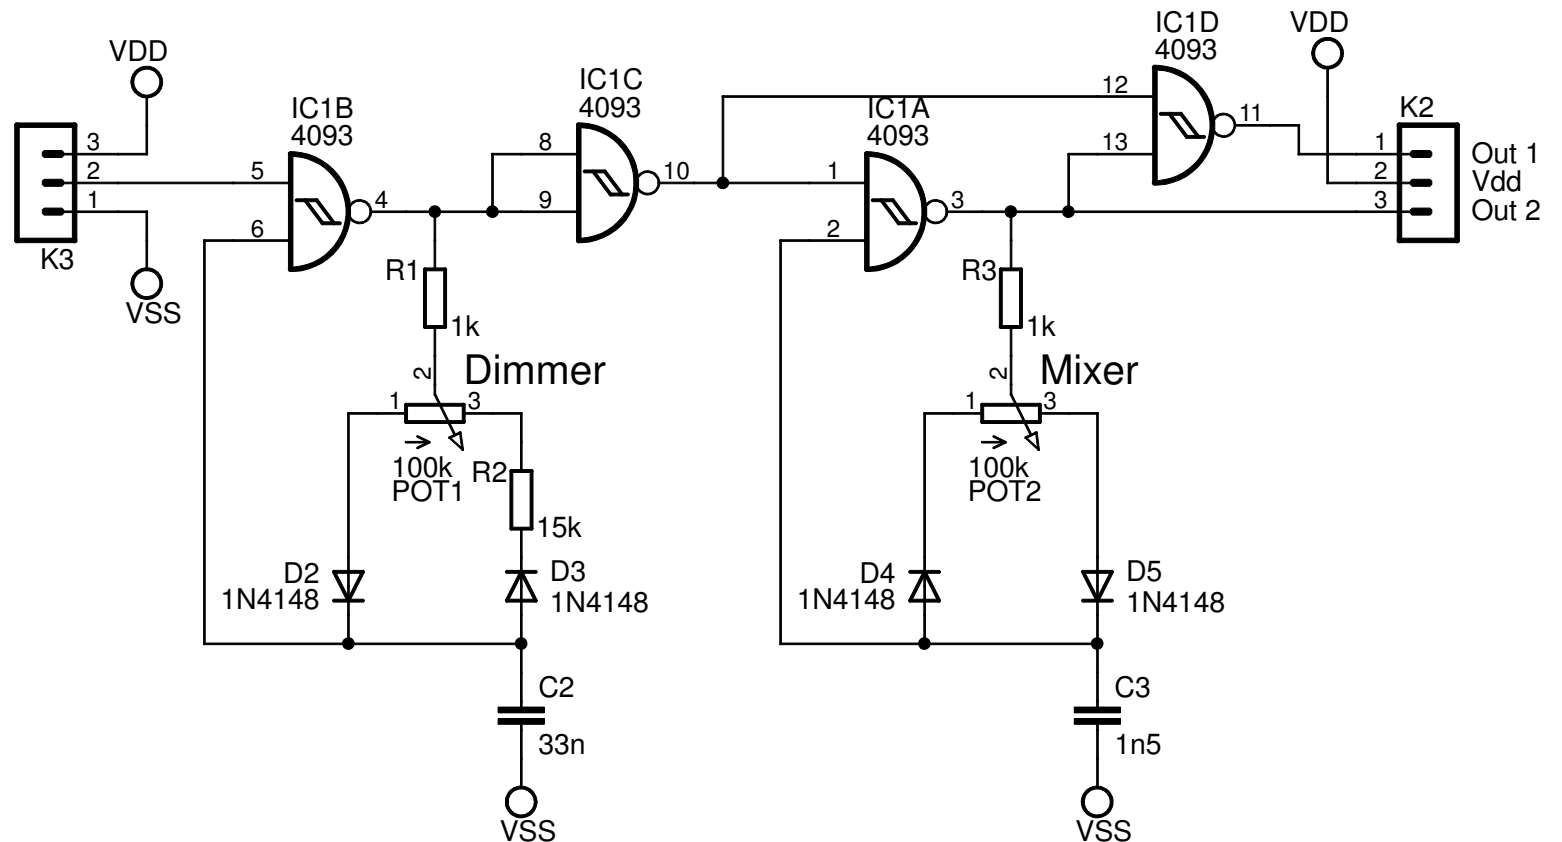 VDD
3
2
1
K3
VSS
IC1B
4093
5
6
4
R1
1k
2
Dimmer
1
3
100k
POT1
R2
15k
D2
1N4148
D3
1N4148
C2
33n
VSS
IC1C
4093
8
9
10
IC1A
4093
1
2
3
R3
1k
2
Mixer
1
3
100k
POT2
D4
1N4148
D5
1N4148
C3
1n5
VSS
IC1D
4093
12
13
11
VDD
K2
1
Out 1
2
Vdd
3
Out 2